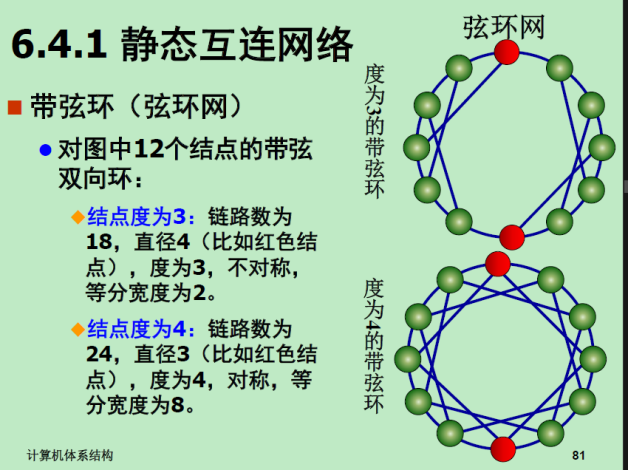 6.4.1 静态互连网络
带弦环（弦环网）
对图中12个结点的带弦
双向环：
结点度为3：链路数为
18，直径4（比如红色结
点），度为3，不对称，
等分宽度为2。
结点度为4：链路数为
24，直径3（比如红色结
点），度为4，对称，等
分宽度为8。
弦环网
度为3的带弦环
度为4的带弦环
计算机体系结构
81